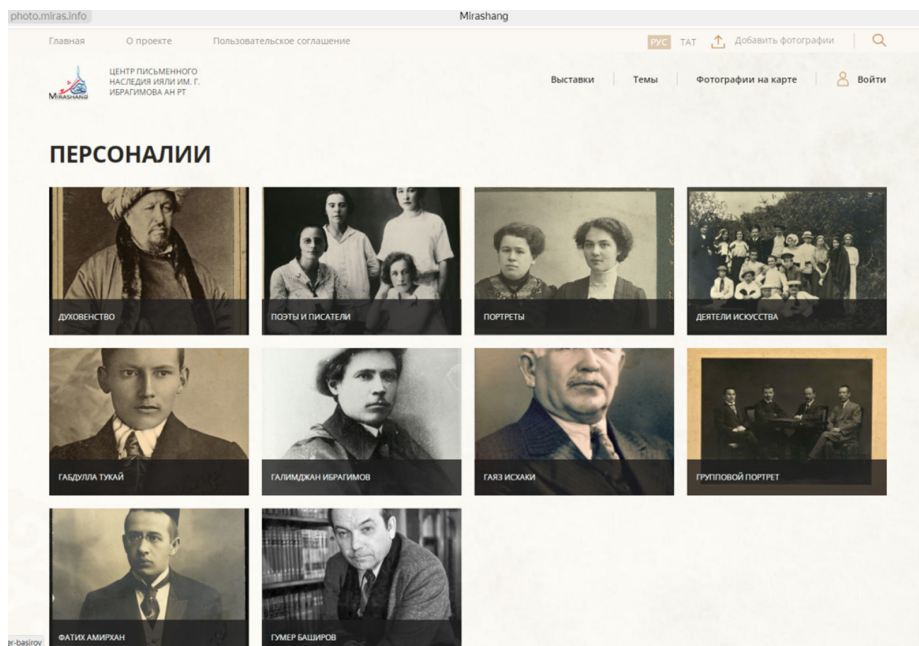 photo.miras.info
Mirashang
Главная О проекте Пользовательское соглашение РУС ТАТ Добавить фотографии
MIRASHANG
ЦЕНТР ПИСЬМЕННОГО
НАСЛЕДИЯ ИЯЛИ ИМ. Г.
ИБРАГИМОВА АН РТ
Выставки Темы Фотографии на карте Войти
ПЕРСОНАЛИИ
ДУХОВЕНСТВО
ПОЭТЫ И ПИСАТЕЛИ
ПОРТРЕТЫ
ДЕЯТЕЛИ ИСКУССТВА
ГАБДУЛЛА ТУКАЙ
ГАЛИМДЖАН ИБРАГИМОВ
ГАЯЗ ИСХАКИ
ГРУППОВОЙ ПОРТРЕТ
ФАТИХ АМИРХАН
ГУМЕР БАШИРОВ
er-basirov